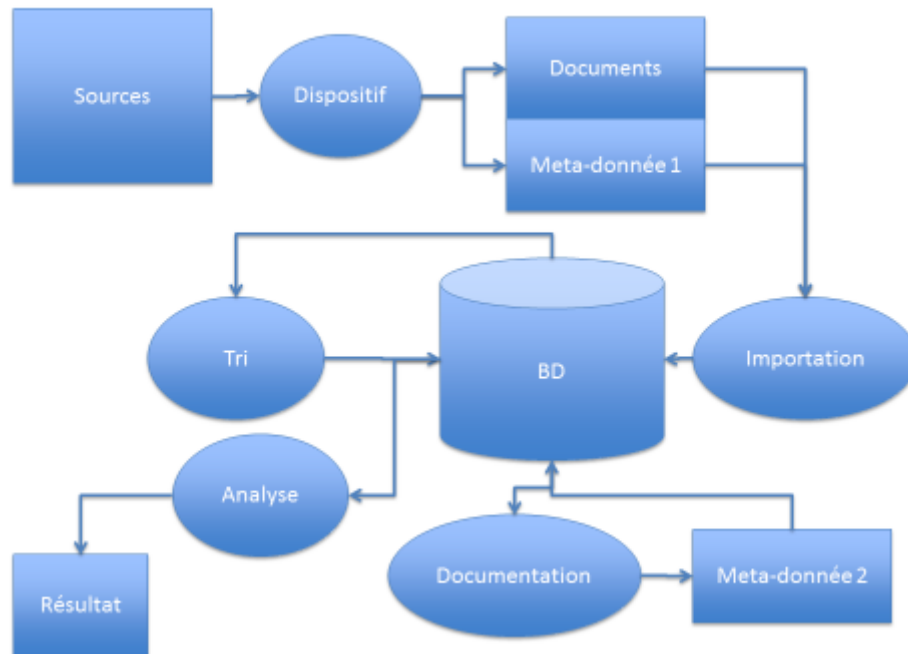 Sources
Dispositif
Documents
Meta-donnée 1
Tri
BD
Importation
Analyse
Documentation
Meta-donnée 2
Résultat